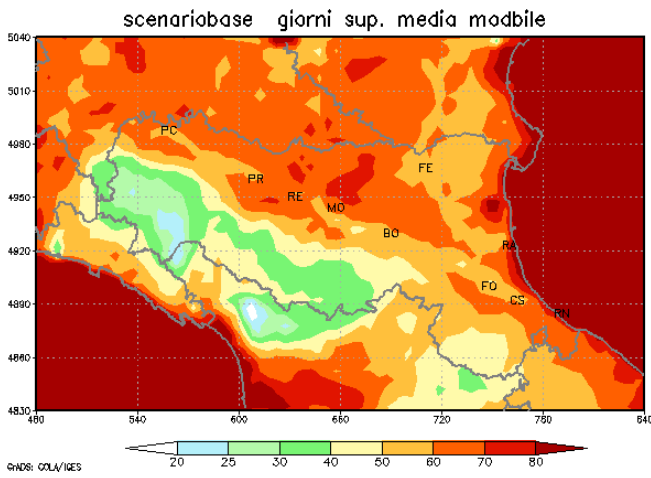 scenariobase giorni sup. media modbile
5040
5010
4980
4950
4920
4890
4860
4830
PC
PR
RE
MO
FE
BO
RA
FO
CS
RN
480 540 600 660 720 780 840
20 25 30 40 50 60 70 80
GrADS: COLA/IGES